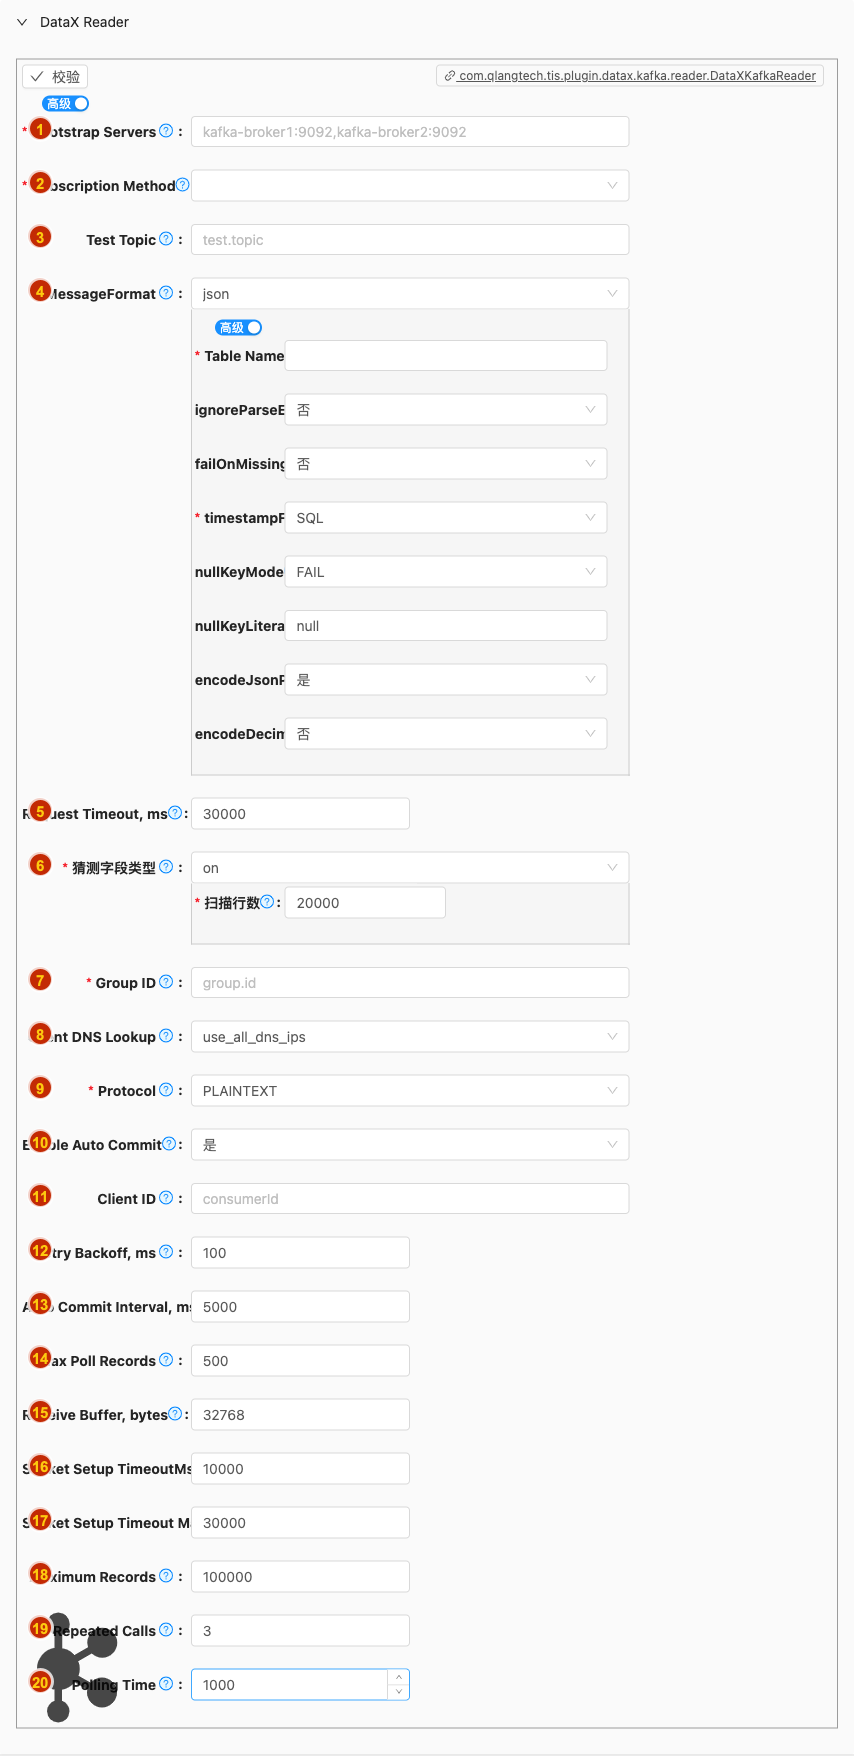 DataX Reader
校验
com.qlangtech.tis.plugin.datax.kafka.reader.DataXKafkaReader
高级
* 1 otstrap Servers ? : kafka-broker1:9092,kafka-broker2:9092
* 2 bscription Method ?
3 Test Topic ? : test.topic
4 MessageFormat ? : json
高级
* Table Name
ignoreParseE 否
failOnMissing 否
* timestampF SQL
nullKeyMode FAIL
nullKeyLitera null
encodeJsonP 是
encodeDecim 否
5 uest Timeout, ms ? : 30000
6 * 猜测字段类型 ? : on
* 扫描行数 ? : 20000
7 * Group ID ? : group.id
8 nt DNS Lookup ? : use_all_dns_ips
9 * Protocol ? : PLAINTEXT
10 ble Auto Commit ? : 是
11 Client ID ? : consumerId
12 try Backoff, ms ? : 100
13 Commit Interval, ms 5000
14 ax Poll Records ? : 500
15 eive Buffer, bytes ? : 32768
16 ket Setup TimeoutMs 10000
17 ket Setup Timeout M 30000
18 ximum Records ? : 100000
19 Repeated Calls ? : 3
20 Polling Time ? : 1000